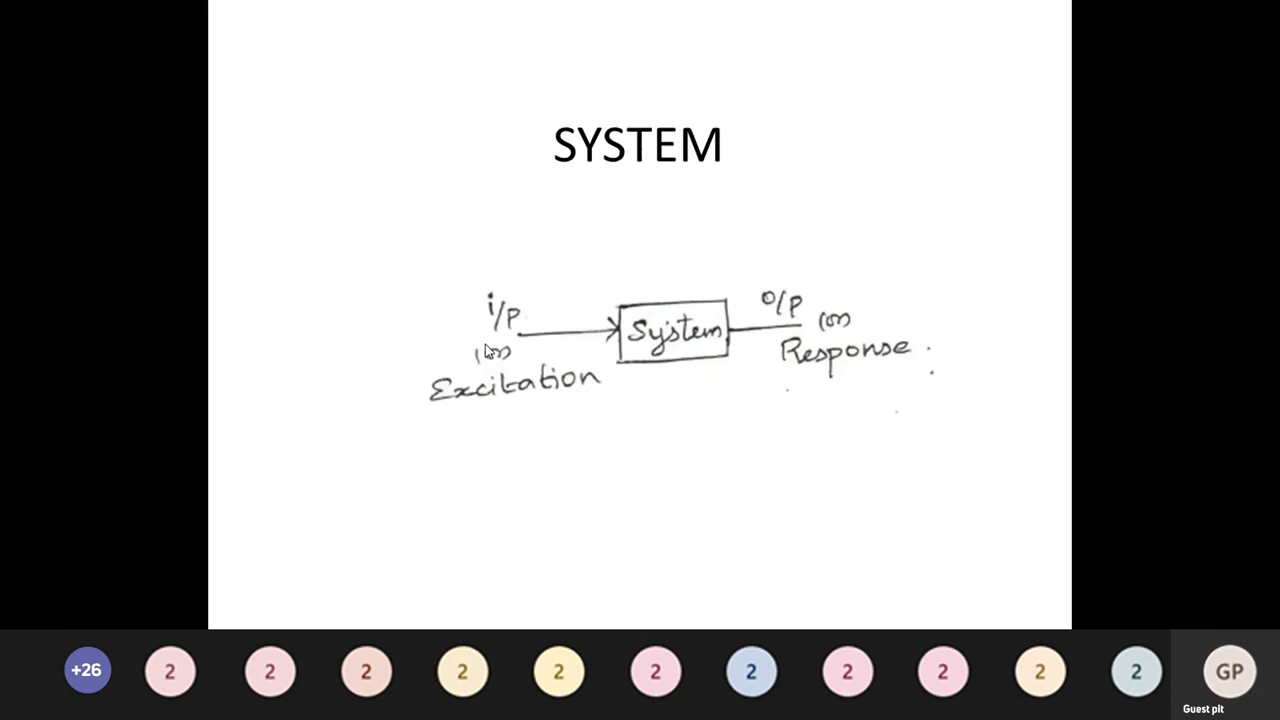 SYSTEM
i/p
o/p
(or)
System
Response.
Excitation
+26
2
2
2
2
2
2
2
2
2
2
2
GP
Guest pit